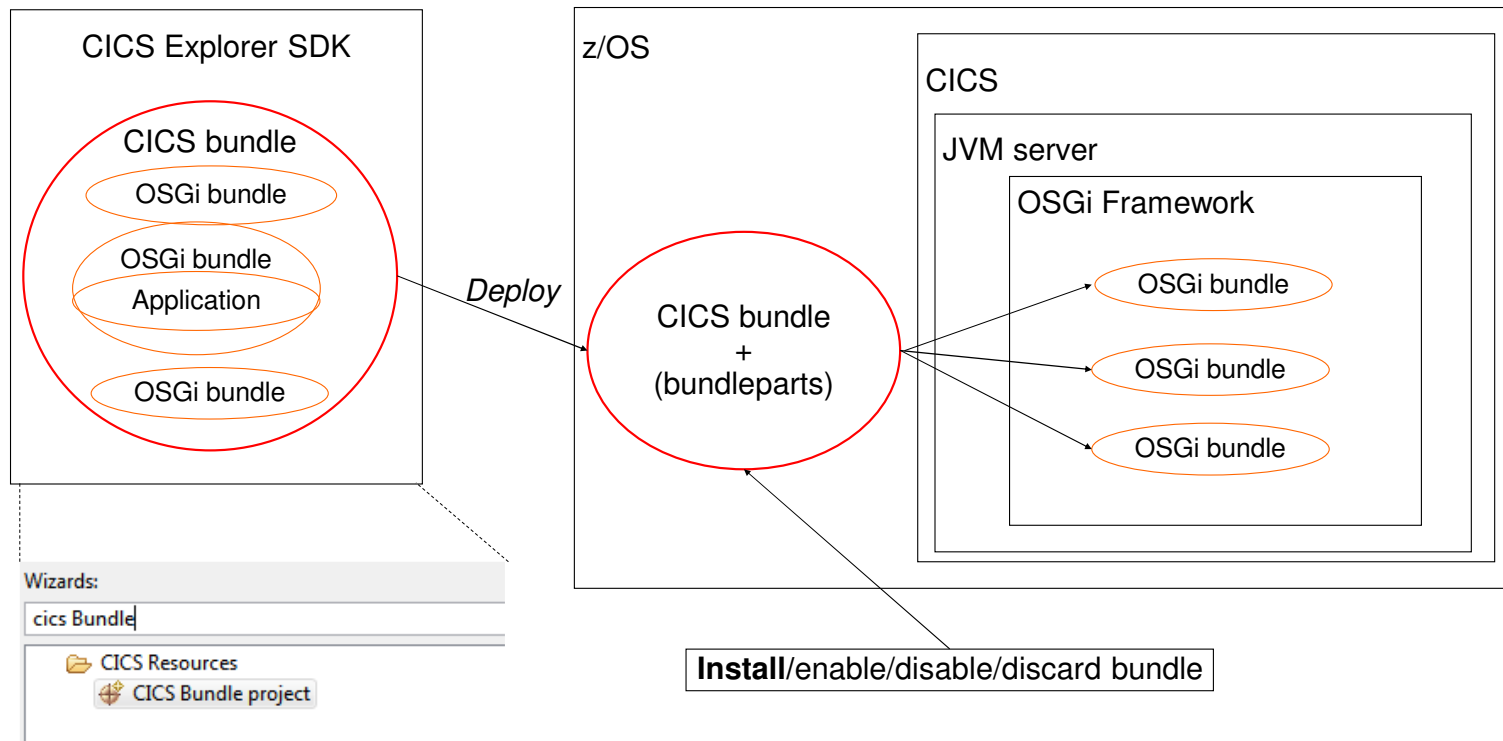 CICS Explorer SDK
CICS bundle
OSGi bundle
OSGi bundle
Application
OSGi bundle
Deploy
z/OS
CICS
JVM server
OSGi Framework
CICS bundle
+
(bundleparts)
OSGi bundle
OSGi bundle
OSGi bundle
Install/enable/disable/discard bundle
Wizards:
cics Bundle
CICS Resources
CICS Bundle project